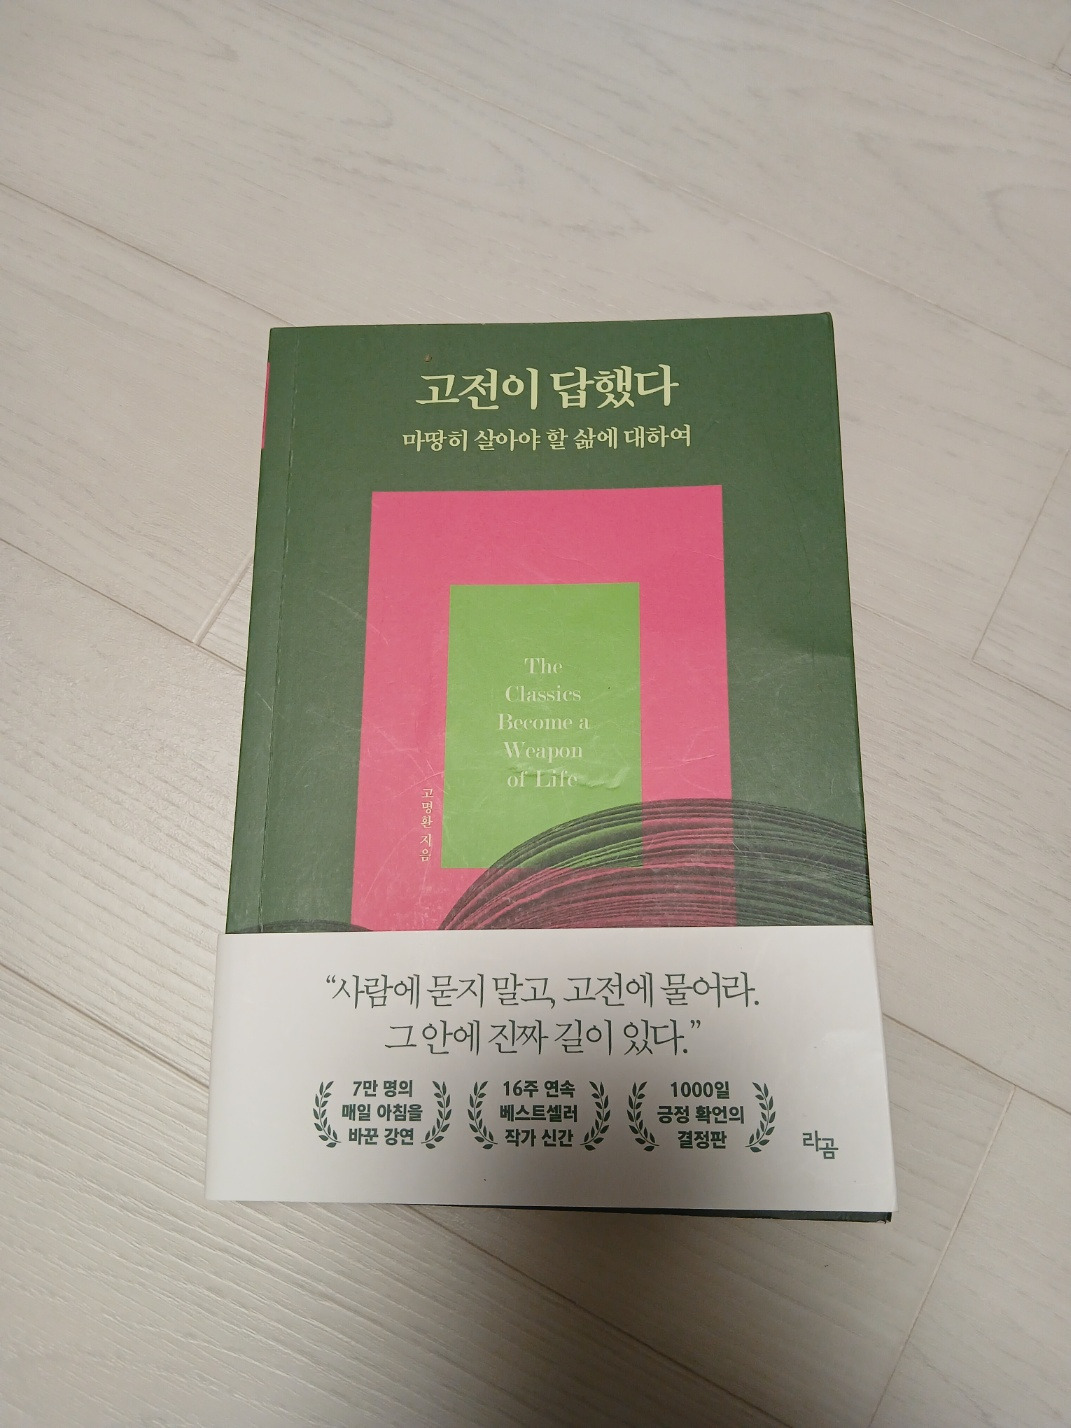 고전이 답했다
마땅히 살아야 할 삶에 대하여
The
Classics
Become a
Weapon
of Life
고명환 지음
“사람에 묻지 말고, 고전에 물어라.
그 안에 진짜 길이 있다.”
7만 명의
매일 아침을
바꾼 강연
16주 연속
베스트셀러
작가 신간
1000일
긍정 확언의
결정판
라곰